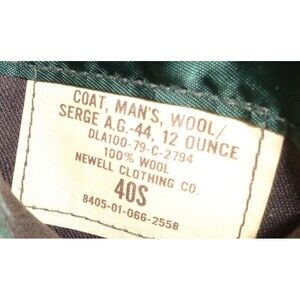 COAT, MAN'S, WOOL/
SERGE A.G.-44, 12 OUNCE
DLA100-79-C-2794
100% WOOL
NEWELL CLOTHING CO.
40S
8405-01-066-2558